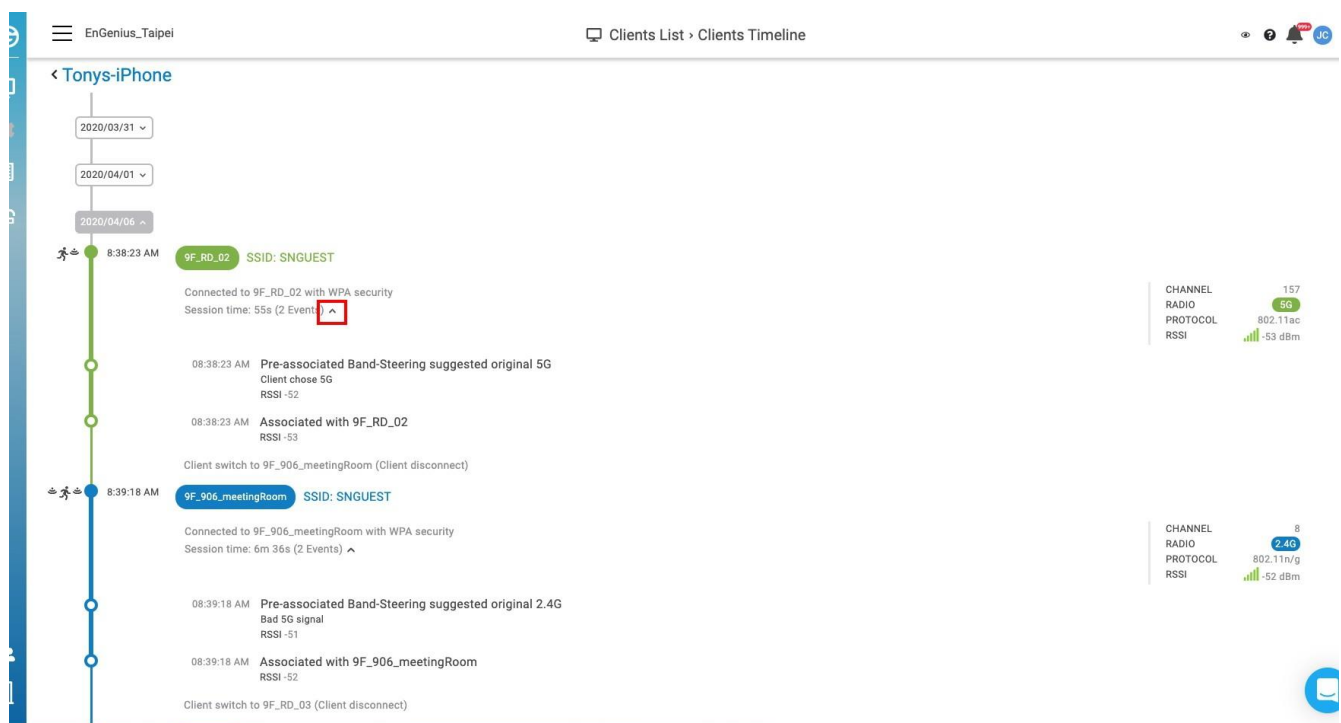 EnGenius_Taipei
Clients List › Clients Timeline
999+
JC
Tonys-iPhone
2020/03/31
2020/04/01
2020/04/06
8:38:23 AM 9F_RD_02 SSID: SNGUEST
Connected to 9F_RD_02 with WPA security
Session time: 55s (2 Events)
CHANNEL 157
RADIO 5G
PROTOCOL 802.11ac
RSSI -53 dBm
08:38:23 AM Pre-associated Band-Steering suggested original 5G
Client chose 5G
RSSI -52
08:38:23 AM Associated with 9F_RD_02
RSSI -53
Client switch to 9F_906_meetingRoom (Client disconnect)
8:39:18 AM 9F_906_meetingRoom SSID: SNGUEST
Connected to 9F_906_meetingRoom with WPA security
Session time: 6m 36s (2 Events)
CHANNEL 8
RADIO 2.4G
PROTOCOL 802.11n/g
RSSI -52 dBm
08:39:18 AM Pre-associated Band-Steering suggested original 2.4G
Bad 5G signal
RSSI -51
08:39:18 AM Associated with 9F_906_meetingRoom
RSSI -52
Client switch to 9F_RD_03 (Client disconnect)